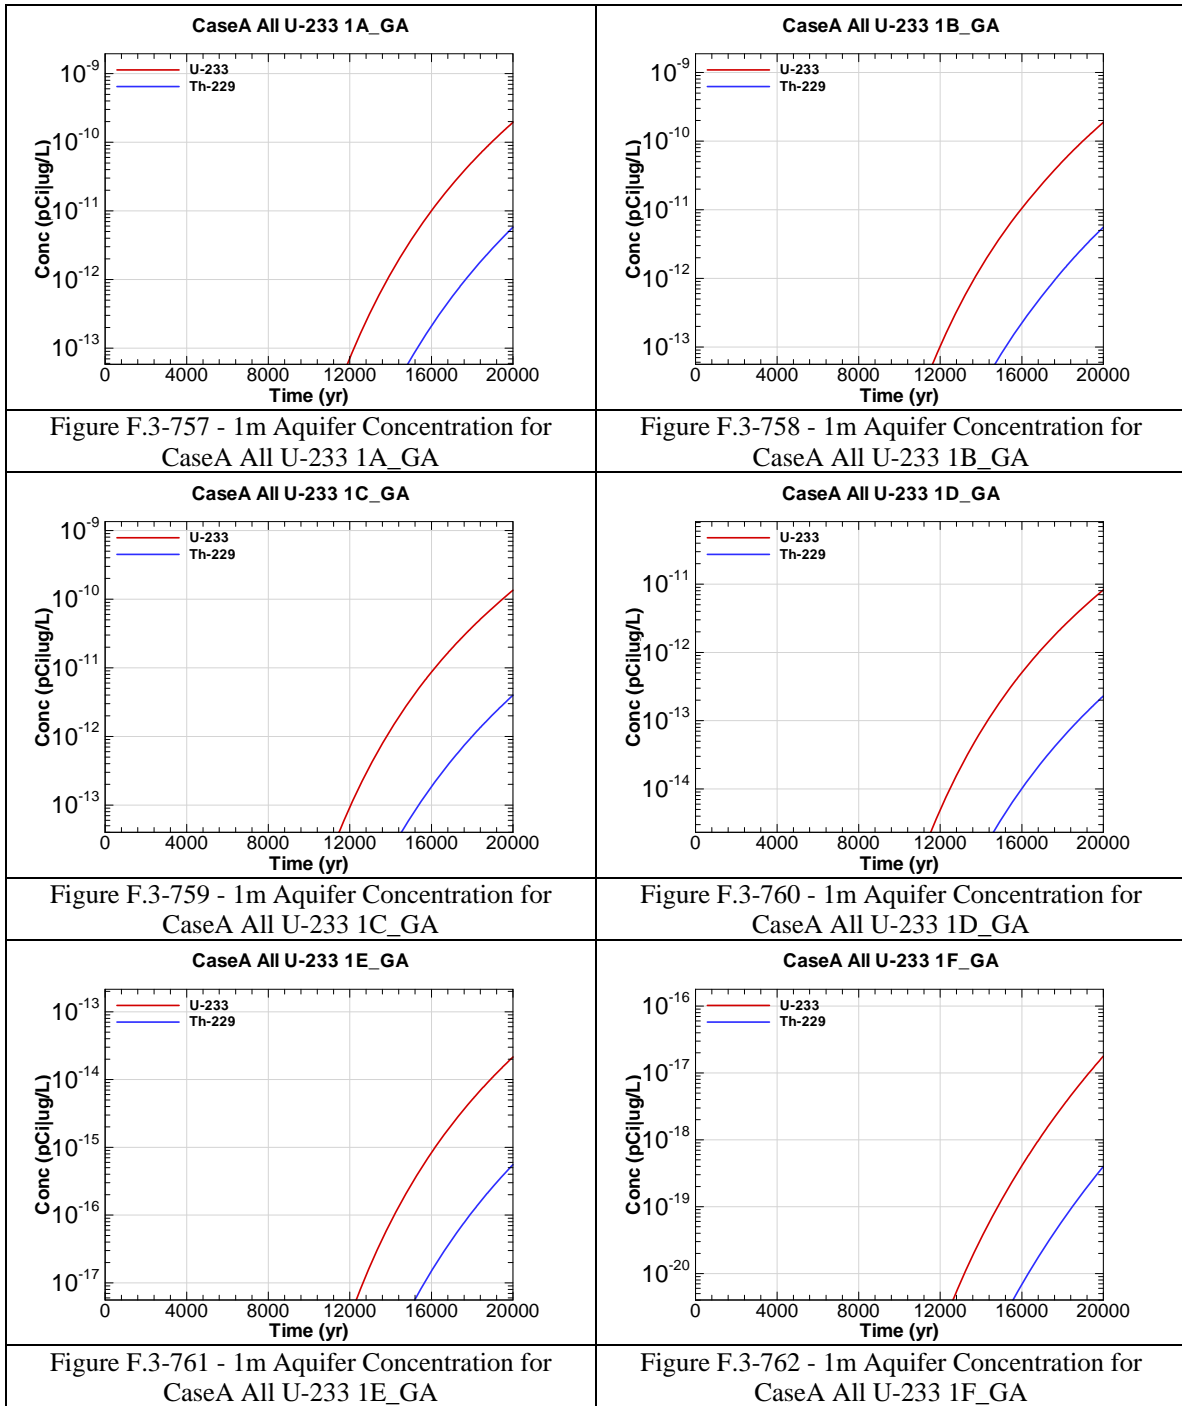 CaseA All U-233 1A_GA
U-233
Th-229
10-9
10-10
10-11
10-12
10-13
Conc (pCi|ug/L)
0 4000 8000 12000 16000 20000
Time (yr)
Figure F.3-757 - 1m Aquifer Concentration for
CaseA All U-233 1A_GA
CaseA All U-233 1B_GA
U-233
Th-229
10-9
10-10
10-11
10-12
10-13
Conc (pCi|ug/L)
0 4000 8000 12000 16000 20000
Time (yr)
Figure F.3-758 - 1m Aquifer Concentration for
CaseA All U-233 1B_GA
CaseA All U-233 1C_GA
U-233
Th-229
10-9
10-10
10-11
10-12
10-13
Conc (pCi|ug/L)
0 4000 8000 12000 16000 20000
Time (yr)
Figure F.3-759 - 1m Aquifer Concentration for
CaseA All U-233 1C_GA
CaseA All U-233 1D_GA
U-233
Th-229
10-11
10-12
10-13
10-14
Conc (pCi|ug/L)
0 4000 8000 12000 16000 20000
Time (yr)
Figure F.3-760 - 1m Aquifer Concentration for
CaseA All U-233 1D_GA
CaseA All U-233 1E_GA
U-233
Th-229
10-13
10-14
10-15
10-16
10-17
Conc (pCi|ug/L)
0 4000 8000 12000 16000 20000
Time (yr)
Figure F.3-761 - 1m Aquifer Concentration for
CaseA All U-233 1E_GA
CaseA All U-233 1F_GA
U-233
Th-229
10-16
10-17
10-18
10-19
10-20
Conc (pCi|ug/L)
0 4000 8000 12000 16000 20000
Time (yr)
Figure F.3-762 - 1m Aquifer Concentration for
CaseA All U-233 1F_GA